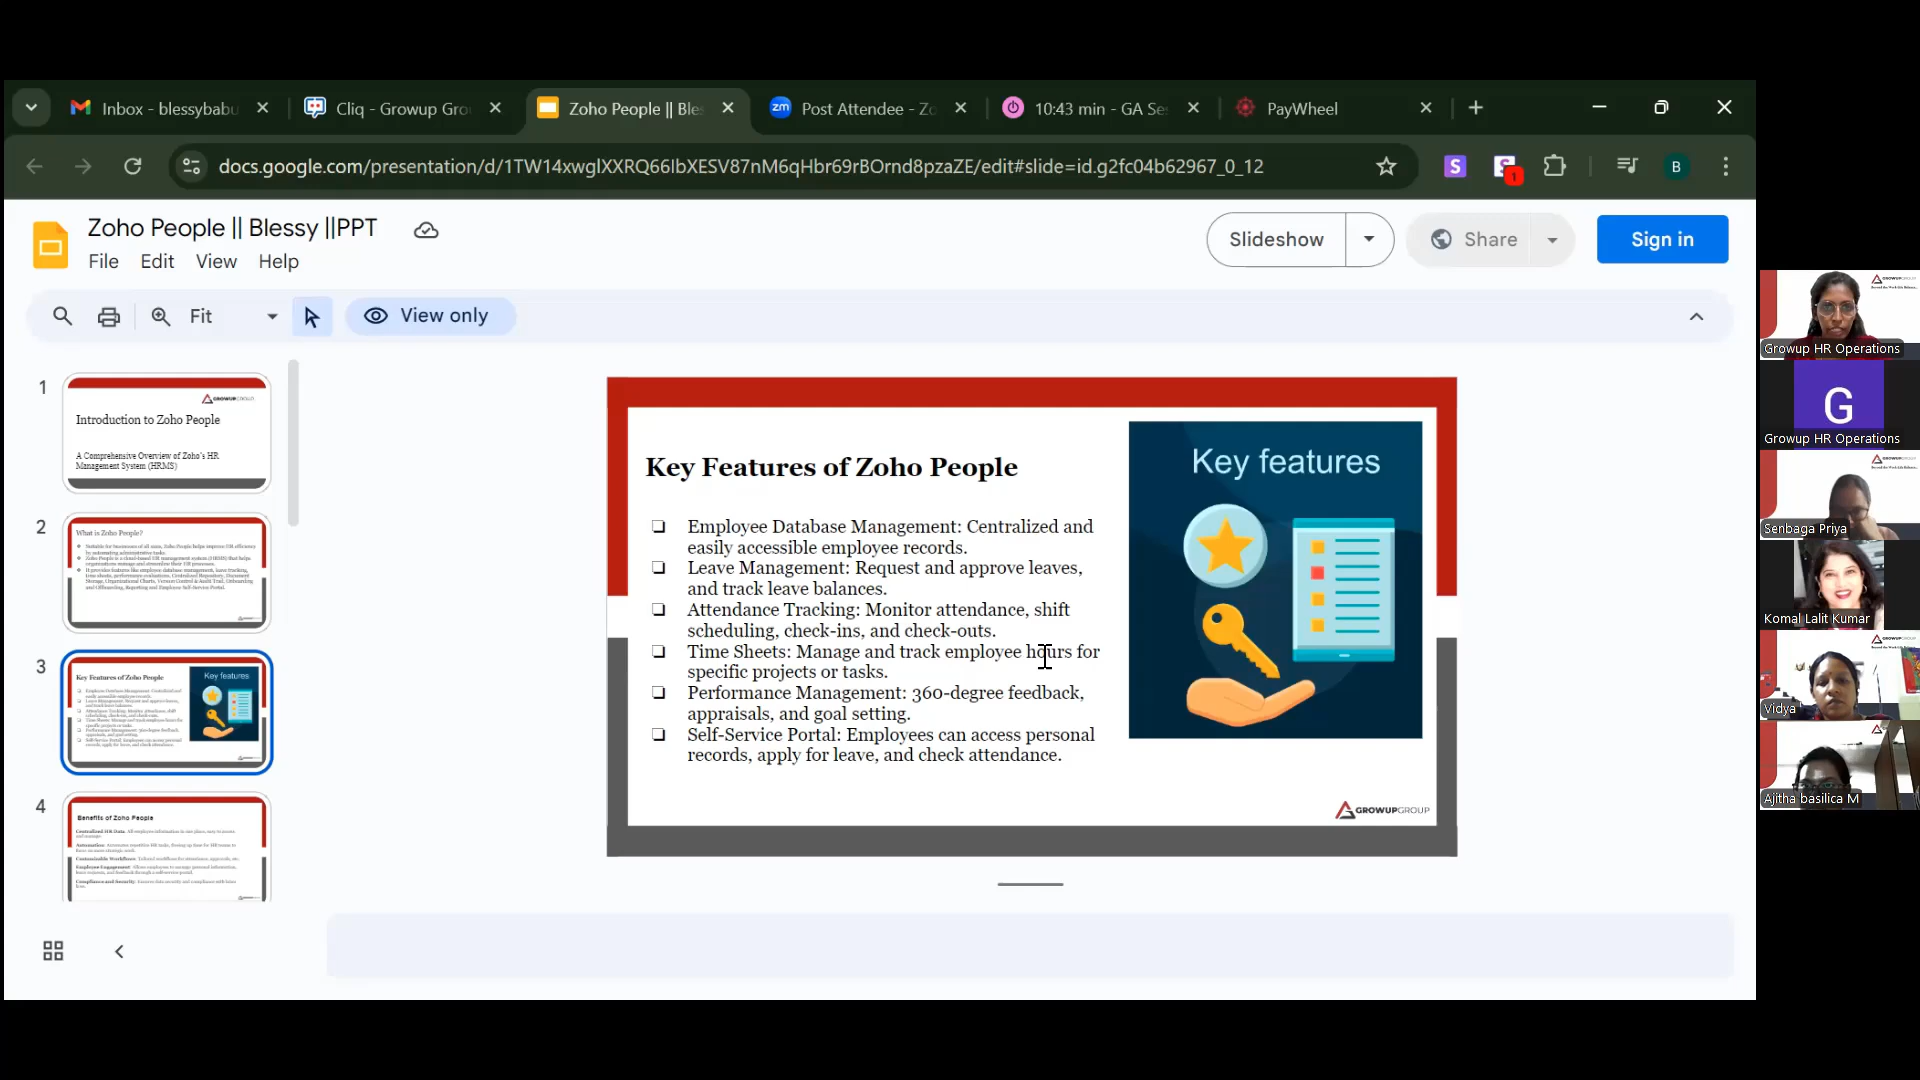 Inbox - blessybabu
Cliq - Growup Gro
Zoho People || Bles
Post Attendee - Zo
10:43 min - GA Se
PayWheel
docs.google.com/presentation/d/1TW14xwglXXRQ66lbXESV87nM6qHbr69rBOrnd8pzaZE/edit#slide=id.g2fc04b62967_0_12
1
B
Zoho People || Blessy ||PPT
File Edit View Help
Slideshow
Share
Sign in
Fit
View only
1
GROWUPGROUP
Introduction to Zoho People
A Comprehensive Overview of Zoho's HR
Management System (HRMS)
2
What is Zoho People?
3
Key Features of Zoho People
Key features
4
Benefits of Zoho People
Key Features of Zoho People
Employee Database Management: Centralized and
easily accessible employee records.
Leave Management: Request and approve leaves,
and track leave balances.
Attendance Tracking: Monitor attendance, shift
scheduling, check-ins, and check-outs.
Time Sheets: Manage and track employee hours for
specific projects or tasks.
Performance Management: 360-degree feedback,
appraisals, and goal setting.
Self-Service Portal: Employees can access personal
records, apply for leave, and check attendance.
Key features
GROWUPGROUP
Growup HR Operations
G
Growup HR Operations
Senbaga Priya
Komal Lalit Kumar
Vidya
Ajitha basilica M